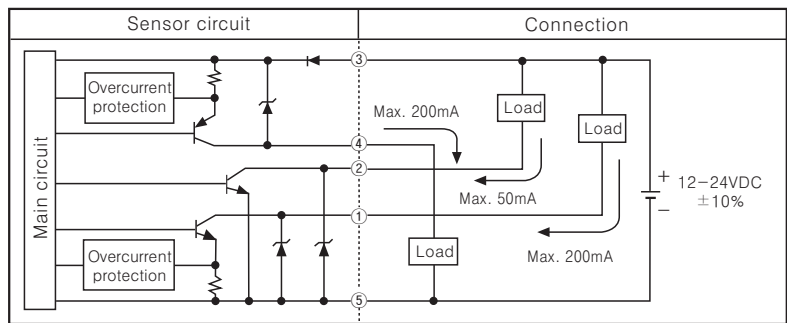 Sensor circuit
Connection
Main circuit
Overcurrent
protection
Overcurrent
protection
③
④
②
①
⑤
Max. 200mA
Load
Load
Max. 50mA
Load
Max. 200mA
+
−
12−24VDC
±10%